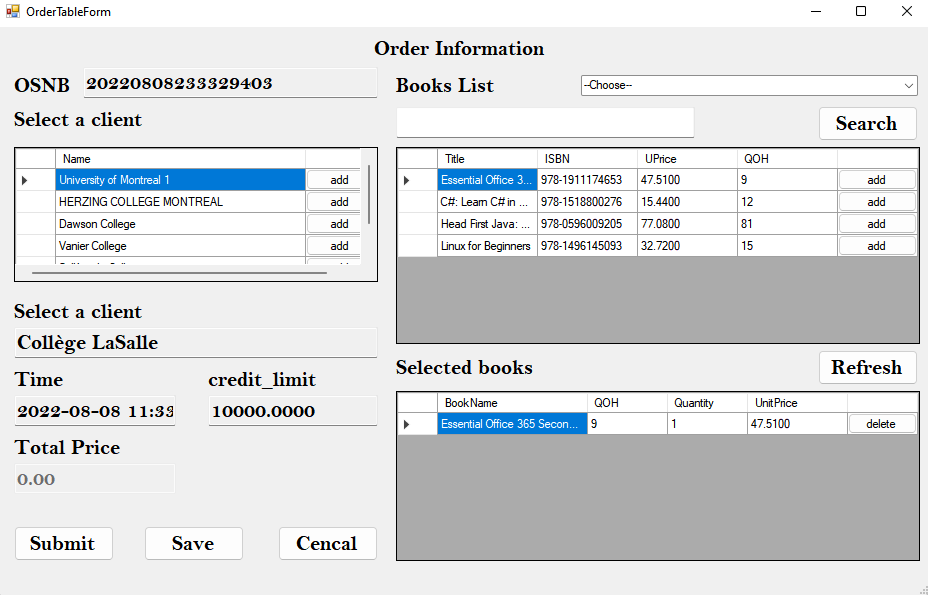 OrderTableForm
Order Information
OSNB 20220808233329403
Select a client
Name
University of Montreal 1 add
HERZING COLLEGE MONTREAL add
Dawson College add
Vanier College add
Select a client
Collège LaSalle
Time credit_limit
2022-08-08 11:33 10000.0000
Total Price
0.00
Submit Save Cencal
Books List --Choose--
Search
Title ISBN UPrice QOH
Essential Office 3... 978-1911174653 47.5100 9 add
C#: Learn C# in ... 978-1518800276 15.4400 12 add
Head First Java: ... 978-0596009205 77.0800 81 add
Linux for Beginners 978-1496145093 32.7200 15 add
Selected books Refresh
BookName QOH Quantity UnitPrice
Essential Office 365 Secon... 9 1 47.5100 delete